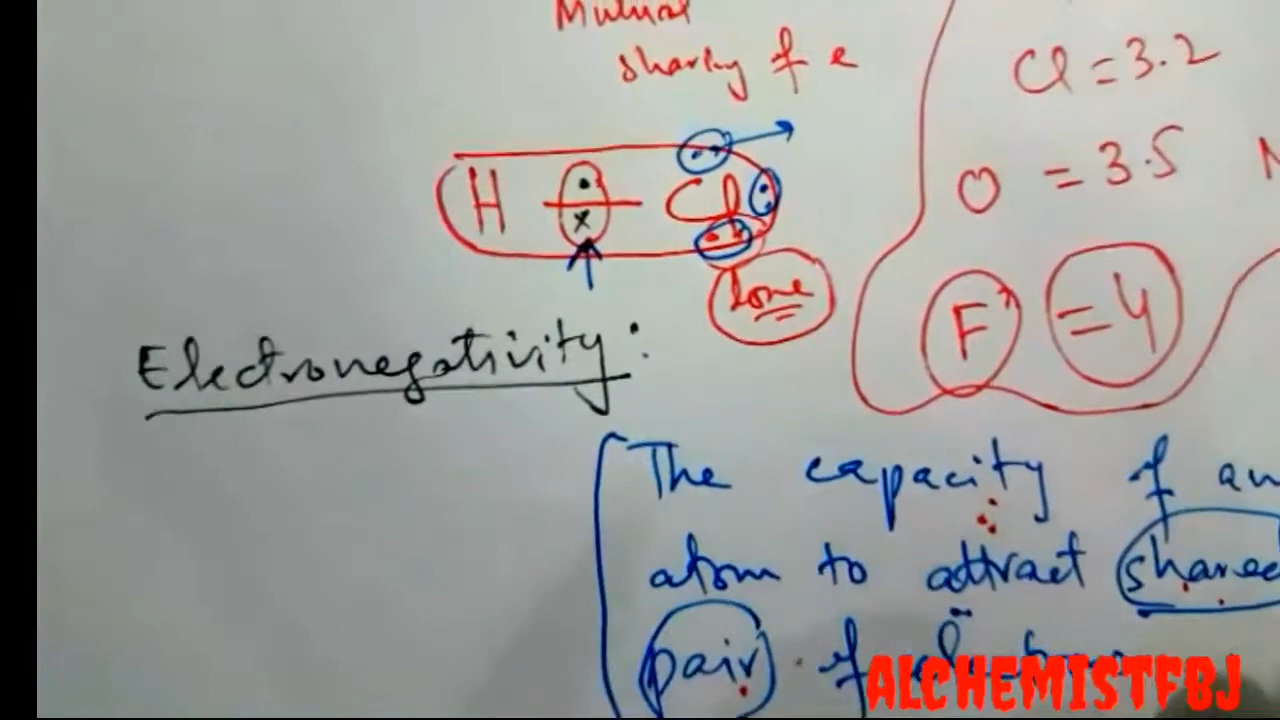 Mutual
sharing of e
Cl = 3.2
O = 3.5
H Cl
x
lone
F = 4
Electronegativity:
The capacity of an
atom to attract shared
pair of
ALCHEMISTFBJ